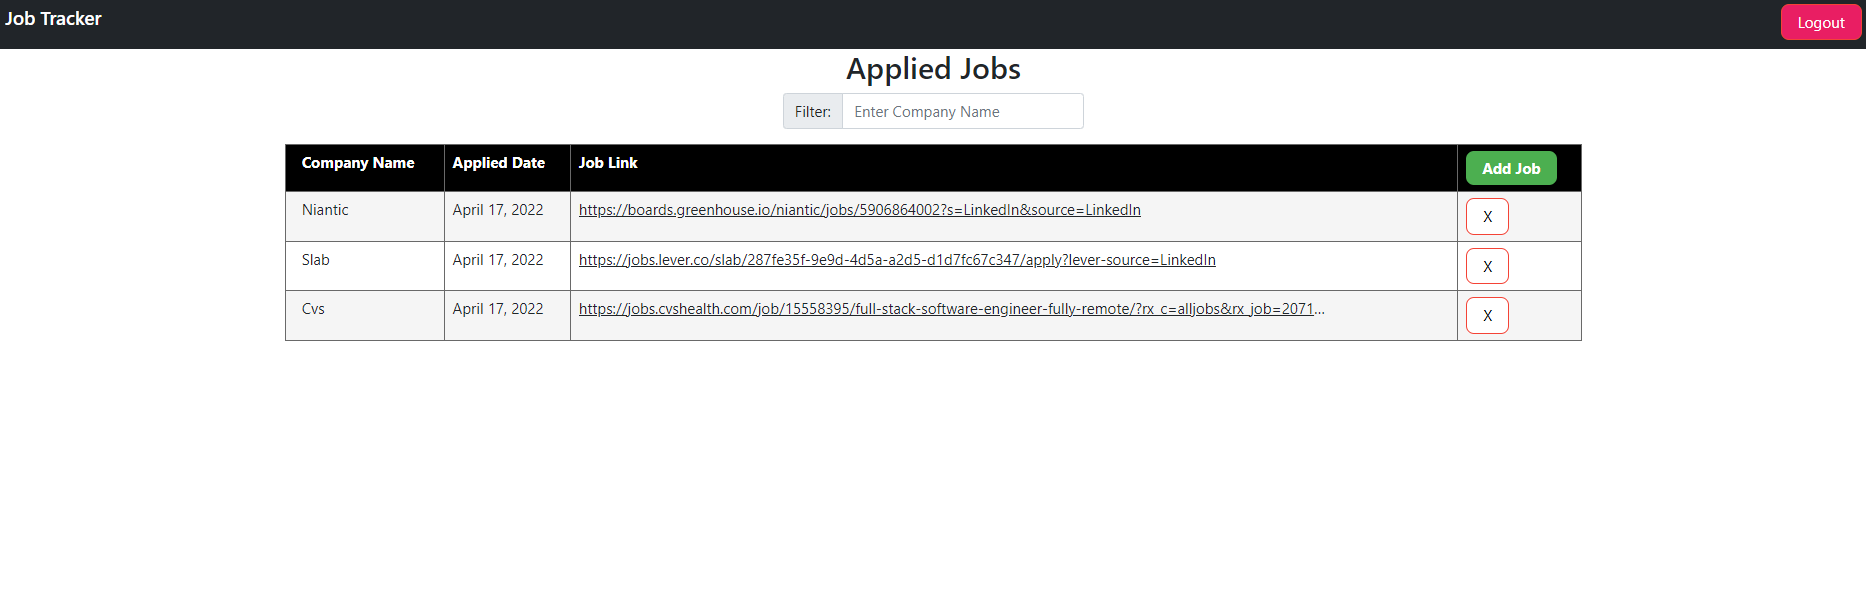 Job Tracker
Logout
Applied Jobs
Filter: Enter Company Name
Company Name Applied Date Job Link Add Job
Niantic April 17, 2022 https://boards.greenhouse.io/niantic/jobs/5906864002?s=LinkedIn&source=LinkedIn X
Slab April 17, 2022 https://jobs.lever.co/slab/287fe35f-9e9d-4d5a-a2d5-d1d7fc67c347/apply?lever-source=LinkedIn X
Cvs April 17, 2022 https://jobs.cvshealth.com/job/15558395/full-stack-software-engineer-fully-remote/?rx_c=alljobs&rx_job=2071... X